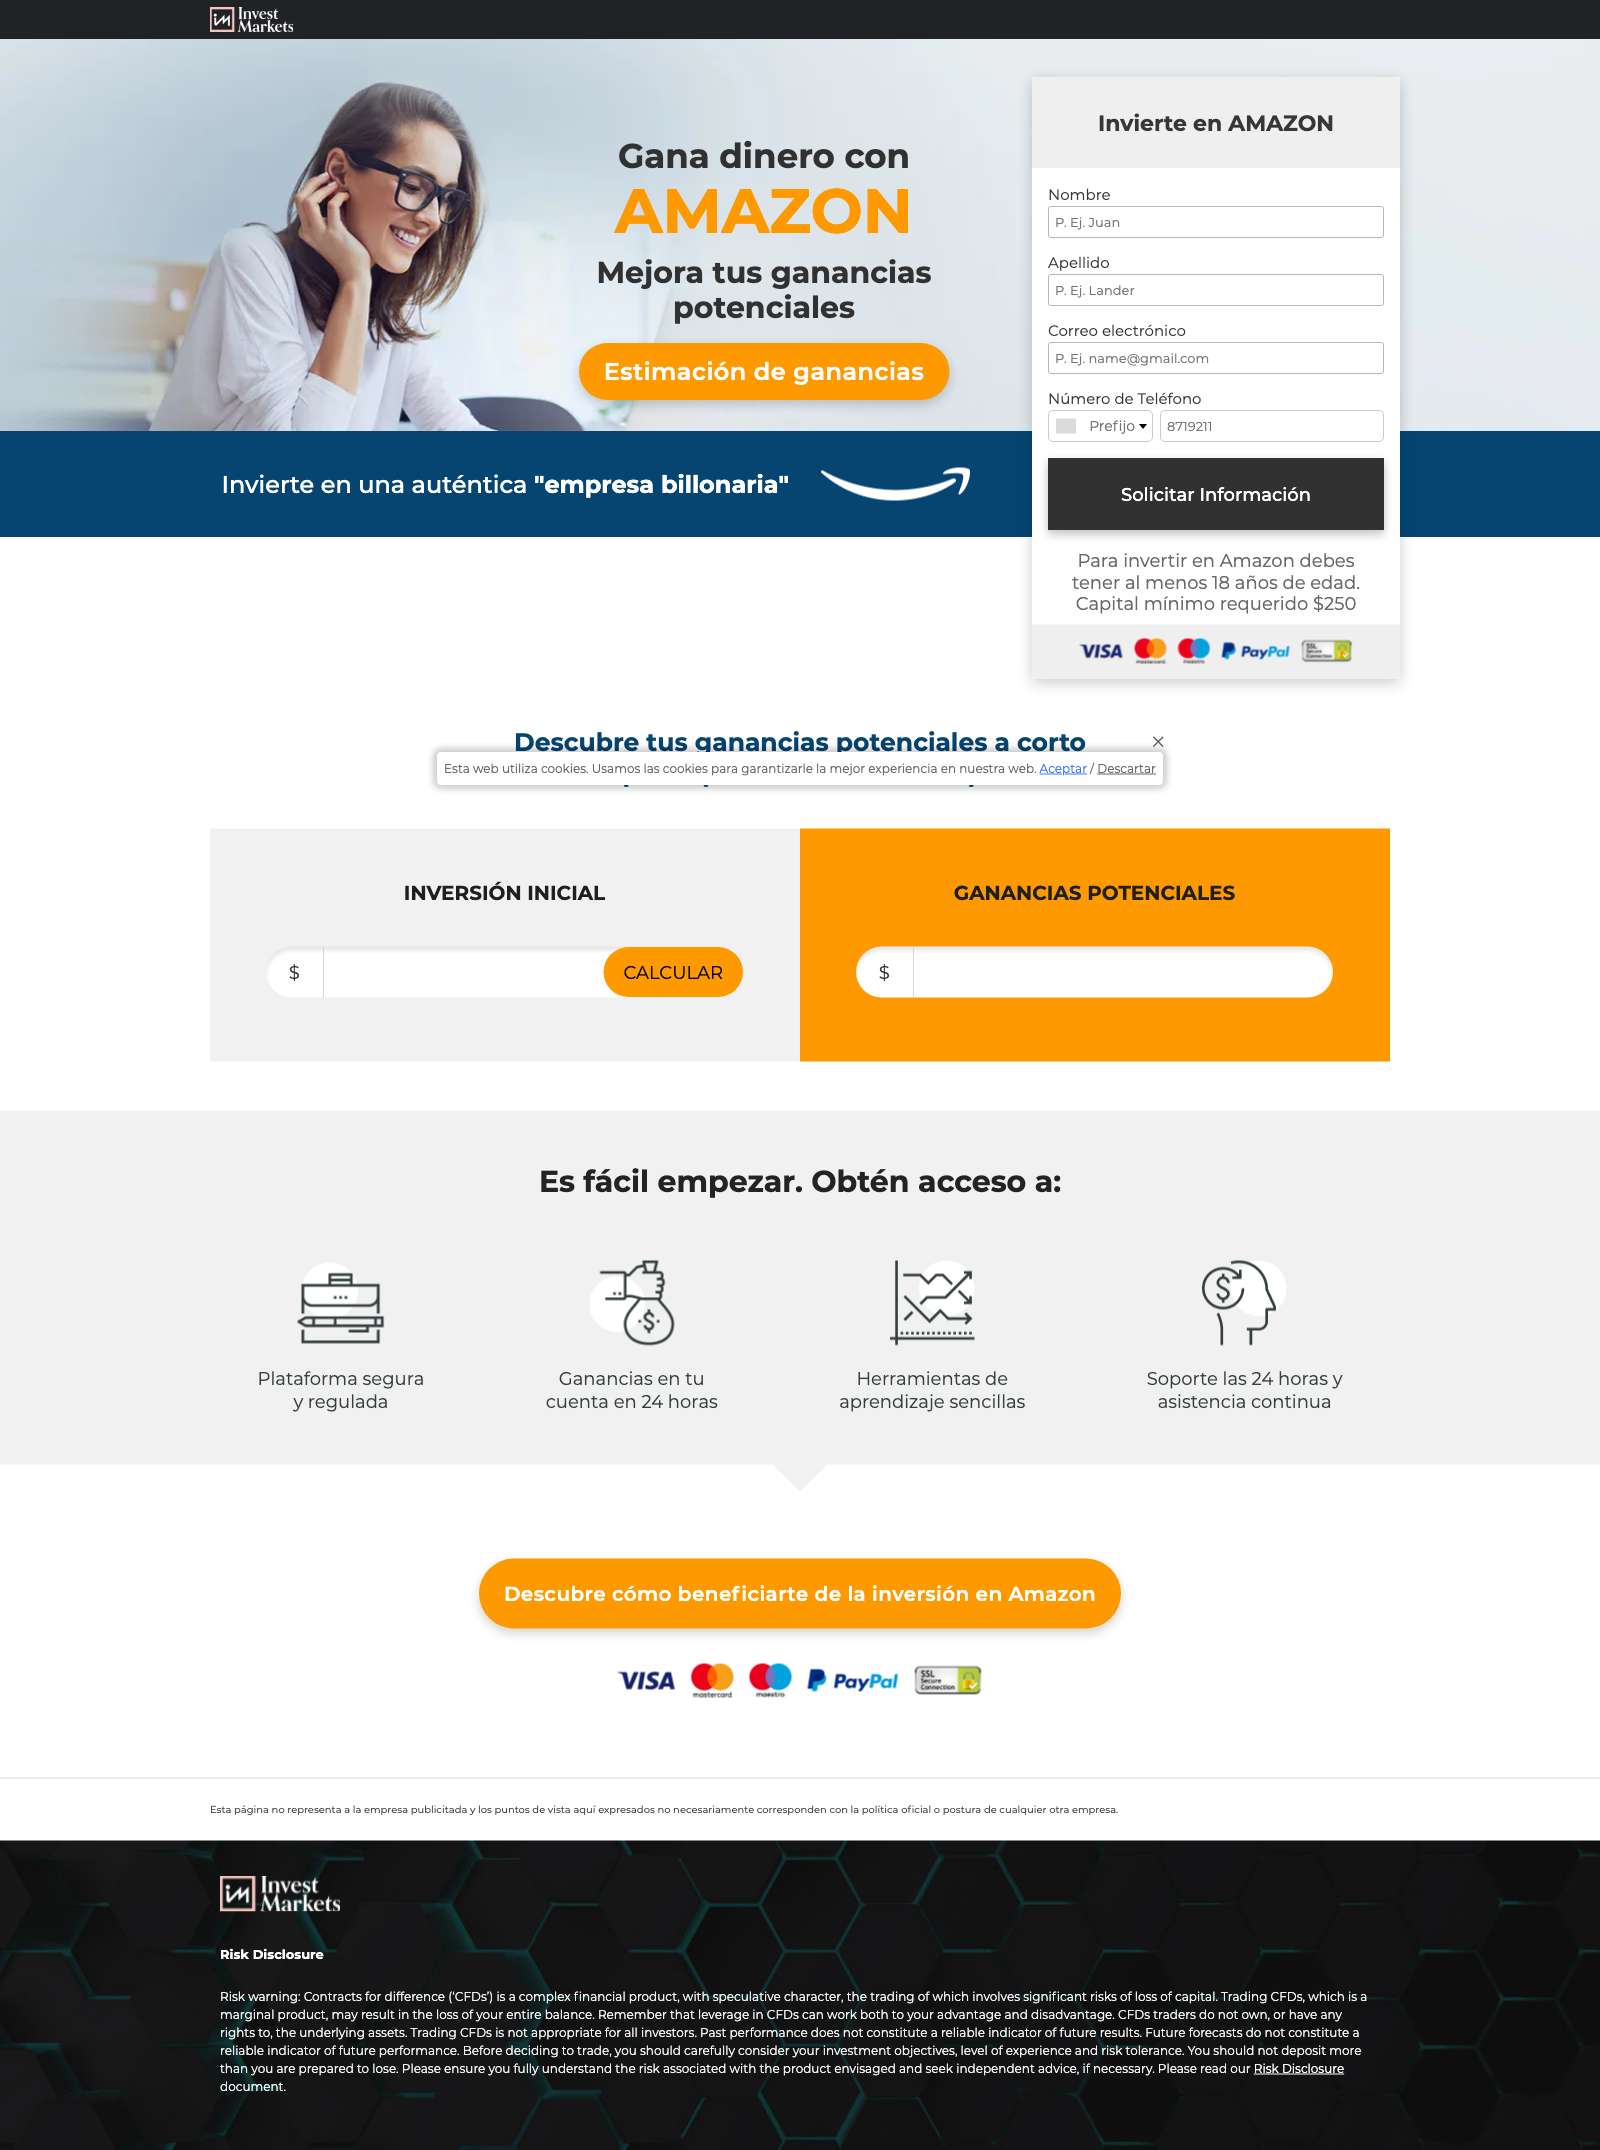 Invest
Markets
Gana dinero con
AMAZON
Mejora tus ganancias
potenciales
Estimación de ganancias
Invierte en una auténtica "empresa billonaria"
Invierte en AMAZON
Nombre
P. Ej. Juan
Apellido
P. Ej. Lander
Correo electrónico
P. Ej. name@gmail.com
Número de Teléfono
Prefijo 8719211
Solicitar Información
Para invertir en Amazon debes
tener al menos 18 años de edad.
Capital mínimo requerido $250
VISA mastercard maestro PayPal SSL Secure Connection
Descubre tus ganancias potenciales a corto
Esta web utiliza cookies. Usamos las cookies para garantizarle la mejor experiencia en nuestra web. Aceptar / Descartar
INVERSIÓN INICIAL
$
CALCULAR
GANANCIAS POTENCIALES
$
Es fácil empezar. Obtén acceso a:
Plataforma segura
y regulada
Ganancias en tu
cuenta en 24 horas
Herramientas de
aprendizaje sencillas
Soporte las 24 horas y
asistencia continua
Descubre cómo beneficiarte de la inversión en Amazon
VISA mastercard maestro PayPal SSL Secure Connection
Esta página no representa a la empresa publicitada y los puntos de vista aquí expresados no necesariamente corresponden con la política oficial o postura de cualquier otra empresa.
Invest
Markets
Risk Disclosure
Risk warning: Contracts for difference (‘CFDs’) is a complex financial product, with speculative character, the trading of which involves significant risks of loss of capital. Trading CFDs, which is a
marginal product, may result in the loss of your entire balance. Remember that leverage in CFDs can work both to your advantage and disadvantage. CFDs traders do not own, or have any
rights to, the underlying assets. Trading CFDs is not appropriate for all investors. Past performance does not constitute a reliable indicator of future results. Future forecasts do not constitute a
reliable indicator of future performance. Before deciding to trade, you should carefully consider your investment objectives, level of experience and risk tolerance. You should not deposit more
than you are prepared to lose. Please ensure you fully understand the risk associated with the product envisaged and seek independent advice, if necessary. Please read our Risk Disclosure
document.